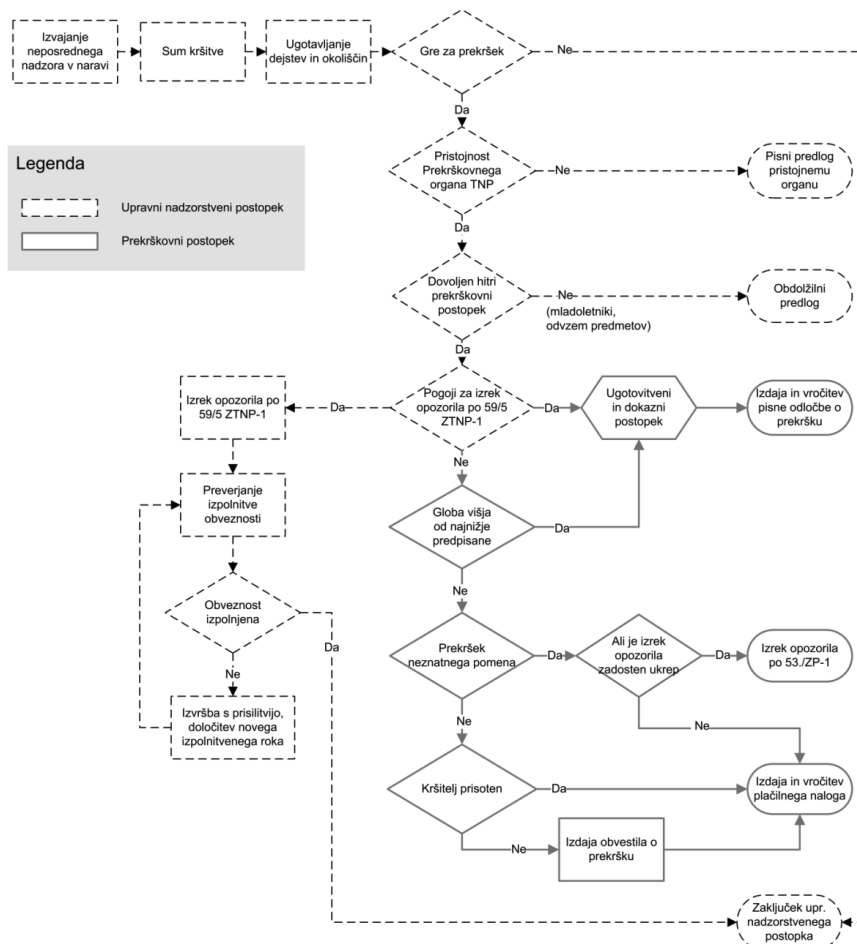 Izvajanje
neposrednega
nadzora v naravi
Sum kršitve
Ugotavljanje
dejstev in okoliščin
Gre za prekršek
Ne
Da
Legenda
Upravni nadzorstveni postopek
Prekrškovni postopek
Pristojnost
Prekrškovnega
organa TNP
Ne
Pisni predlog
pristojnemu
organu
Da
Dovoljen hitri
prekrškovni
postopek
Ne
(mladoletniki,
odvzem predmetov)
Obdolžilni
predlog
Da
Izrek opozorila po
59/5 ZTNP-1
Da
Pogoji za izrek
opozorila po 59/5
ZTNP-1
Da
Ugotovitveni
in dokazni
postopek
Izdaja in vročitev
pisne odločbe o
prekršku
Ne
Preverjanje
izpolnitve
obveznosti
Globa višja
od najnižje
predpisane
Da
Ne
Obveznost
izpolnjena
Da
Ne
Prekršek
neznatnega pomena
Da
Ali je izrek
opozorila
zadosten ukrep
Da
Izrek opozorila
po 53./ZP-1
Ne
Ne
Izvršba s prisilitvijo,
določitev novega
izpolnitvenega roka
Kršitelj prisoten
Da
Izdaja in vročitev
plačilnega naloga
Ne
Izdaja obvestila o
prekršku
Zaključek upr.
nadzorstvenega
postopka